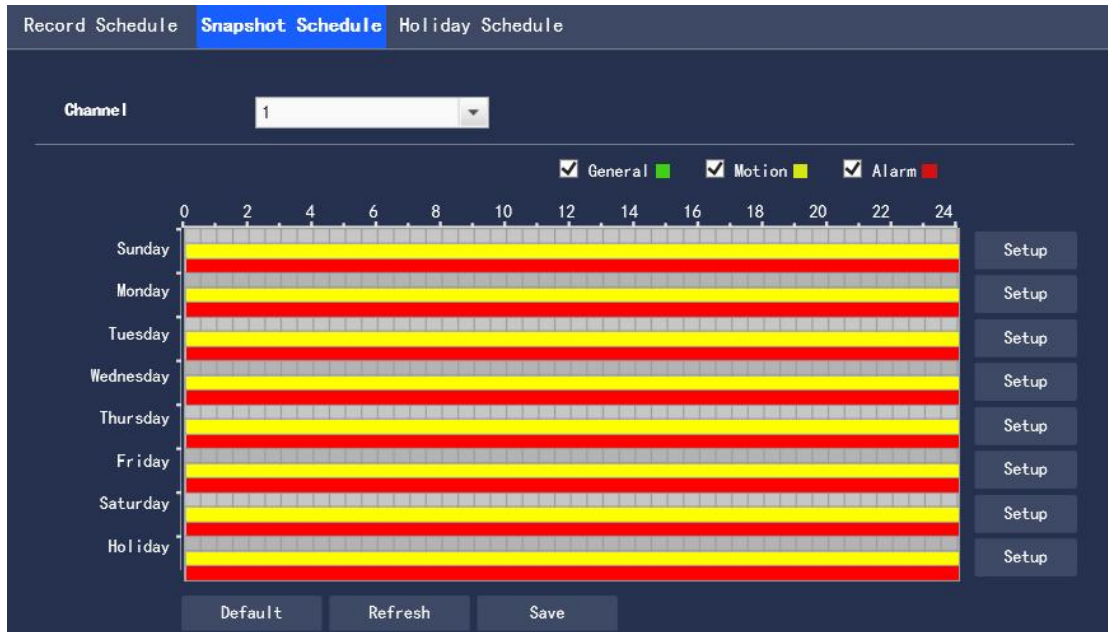 Record Schedule Snapshot Schedule Holiday Schedule
Channel 1
General Motion Alarm
0 2 4 6 8 10 12 14 16 18 20 22 24
Sunday Setup
Monday Setup
Tuesday Setup
Wednesday Setup
Thursday Setup
Friday Setup
Saturday Setup
Holiday Setup
Default Refresh Save